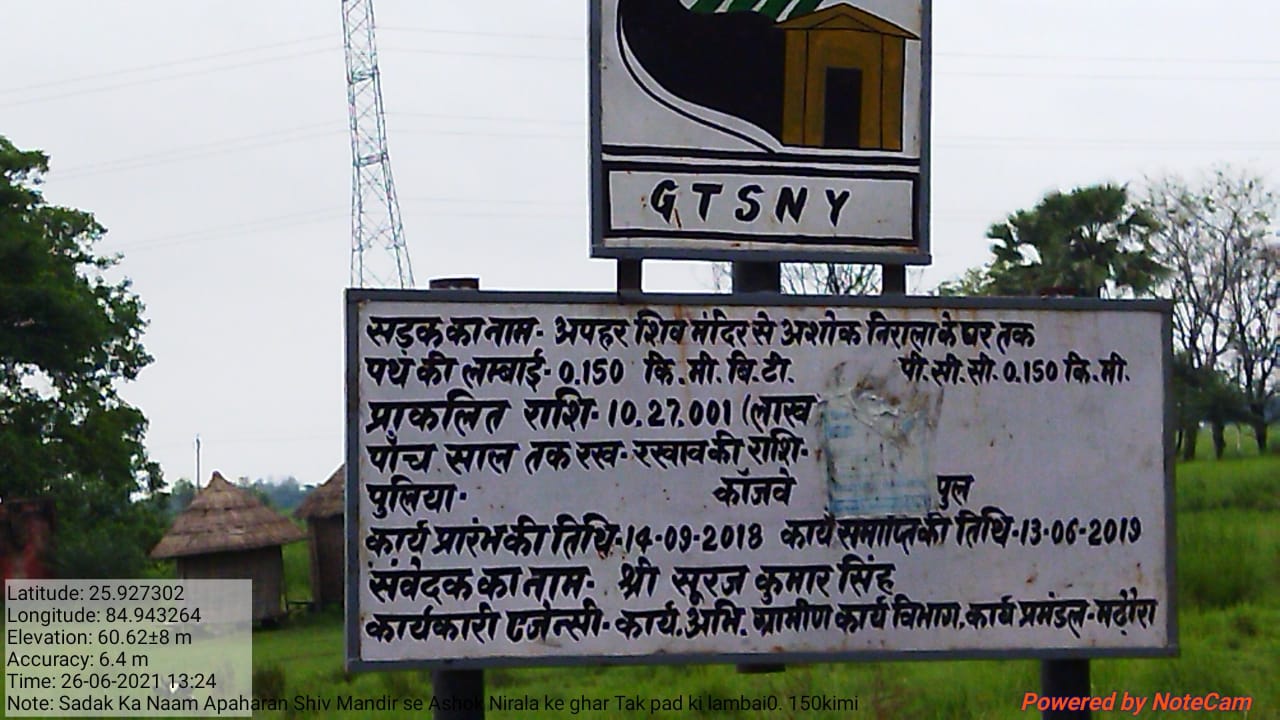 GTSNY
सड़क का नाम- अपहर शिव मंदिर से अशोक निराला के घर तक
पथ की लम्बाई- 0.150 कि.मी. बि.टी. पी.सी.सी. 0.150 कि.मी.
प्राकलित राशि- 10.27.001 (लाख
पाँच साल तक रख- रखाव की राशि-
पुलिया- कॉजवे पुल
कार्य प्रारंभ की तिथि-14-09-2018 कार्य समाप्ति की तिथि-13-06-2019
संवेदक का नाम- श्री सूरज कुमार सिंह
कार्यकारी एजेन्सी- कार्य. अभि. ग्रामीण कार्य विभाग, कार्य प्रमंडल- मढ़ौरा
Latitude: 25.927302
Longitude: 84.943264
Elevation: 60.62±8 m
Accuracy: 6.4 m
Time: 26-06-2021 13:24
Note: Sadak Ka Naam Apaharan Shiv Mandir se Ashok Nirala ke ghar Tak pad ki lambai0. 150kimi
Powered by NoteCam